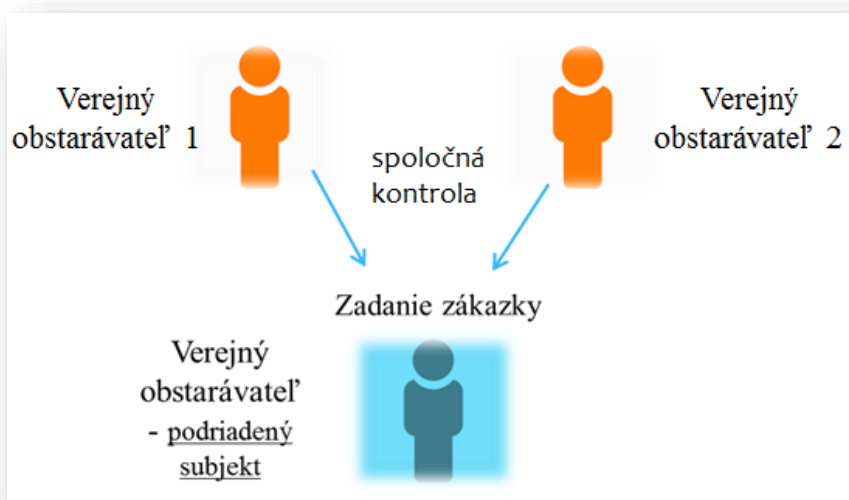 Verejný
obstarávateľ 1
spoločná
kontrola
Verejný
obstarávateľ 2
Zadanie zákazky
Verejný
obstarávateľ
- podriadený
subjekt